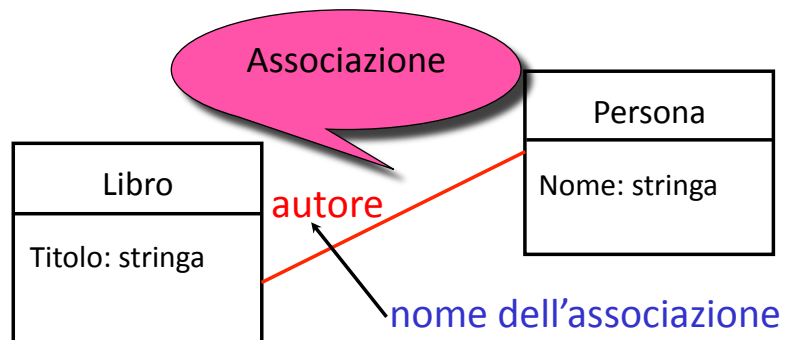 Associazione
Persona
Nome: stringa
Libro
Titolo: stringa
autore
nome dell’associazione